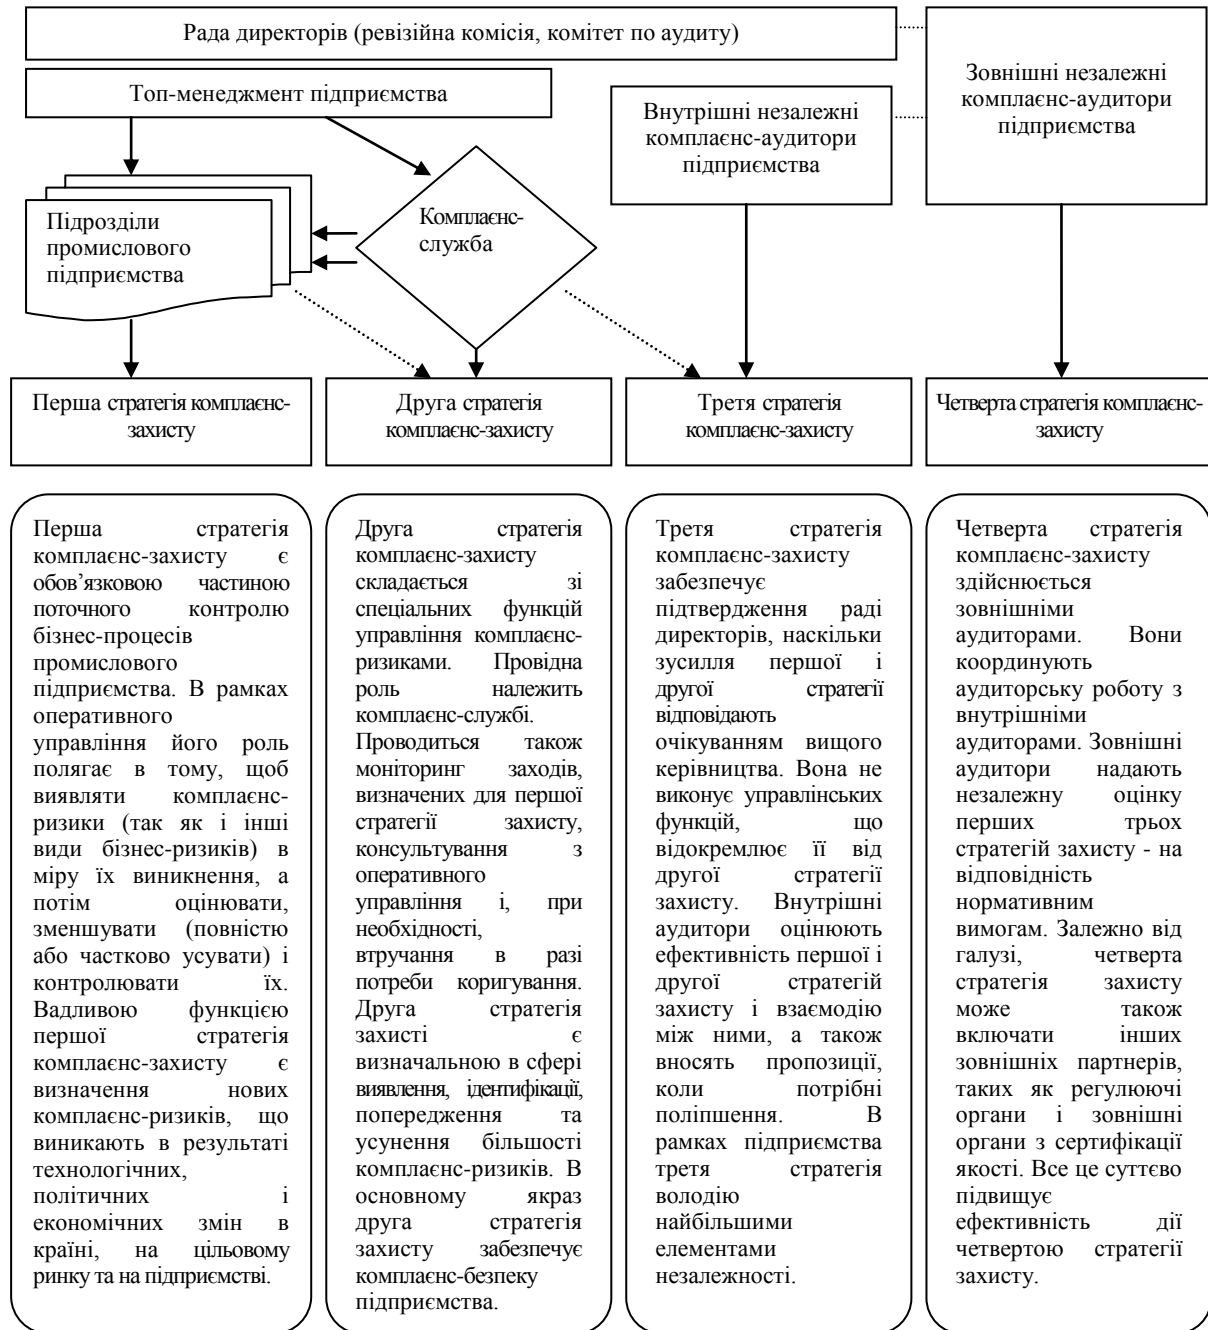 Рада директорів (ревізійна комісія, комітет по аудиту)
Топ-менеджмент підприємства
Внутрішні незалежні
комплаєнс-аудитори
підприємства
Зовнішні незалежні
комплаєнс-аудитори
підприємства
Підрозділи
промислового
підприємства
Комплаєнс-
служба
Перша стратегія комплаєнс-
захисту
Друга стратегія
комплаєнс-захисту
Третя стратегія
комплаєнс-захисту
Четверта стратегія комплаєнс-
захисту
Перша стратегія
комплаєнс-захисту є
обов’язковою частиною
поточного контролю
бізнес-процесів
промислового
підприємства. В рамках
оперативного
управління його роль
полягає в тому, щоб
виявляти комплаєнс-
ризики (так як і інші
види бізнес-ризиків) в
міру їх виникнення, а
потім оцінювати,
зменшувати (повністю
або частково усувати) і
контролювати їх.
Вадливою функцією
першої стратегія
комплаєнс-захисту є
визначення нових
комплаєнс-ризиків, що
виникають в результаті
технологічних,
політичних і
економічних змін в
країні, на цільовому
ринку та на підприємстві.
Друга стратегія
комплаєнс-захисту
складається зі
спеціальних функцій
управління комплаєнс-
ризиками. Провідна
роль належить
комплаєнс-службі.
Проводиться також
моніторинг заходів,
визначених для першої
стратегії захисту,
консультування з
оперативного
управління і, при
необхідності,
втручання в разі
потреби коригування.
Друга стратегія
захисті є
визначальною в сфері
виявлення, ідентифікації,
попередження та
усунення більшості
комплаєнс-ризиків. В
основному якраз
друга стратегія
захисту забезпечує
комплаєнс-безпеку
підприємства.
Третя стратегія
комплаєнс-захисту
забезпечує
підтвердження раді
директорів, наскільки
зусилля першої і
другої стратегії
відповідають
очікуванням вищого
керівництва. Вона не
виконує управлінських
функцій, що
відокремлює її від
другої стратегії
захисту. Внутрішні
аудитори оцінюють
ефективність першої і
другої стратегій
захисту і взаємодію
між ними, а також
вносять пропозиції,
коли потрібні
поліпшення. В
рамках підприємства
третя стратегія
володію
найбільшими
елементами
незалежності.
Четверта стратегія
комплаєнс-захисту
здійснюється
зовнішніми
аудиторами. Вони
координують
аудиторську роботу з
внутрішніми
аудиторами. Зовнішні
аудитори надають
незалежну оцінку
перших трьох
стратегій захисту - на
відповідність
нормативним
вимогам. Залежно від
галузі, четверта
стратегія захисту
може також
включати інших
зовнішніх партнерів,
таких як регулюючі
органи і зовнішні
органи з сертифікації
якості. Все це суттєво
підвищує
ефективність дії
четвертою стратегії
захисту.